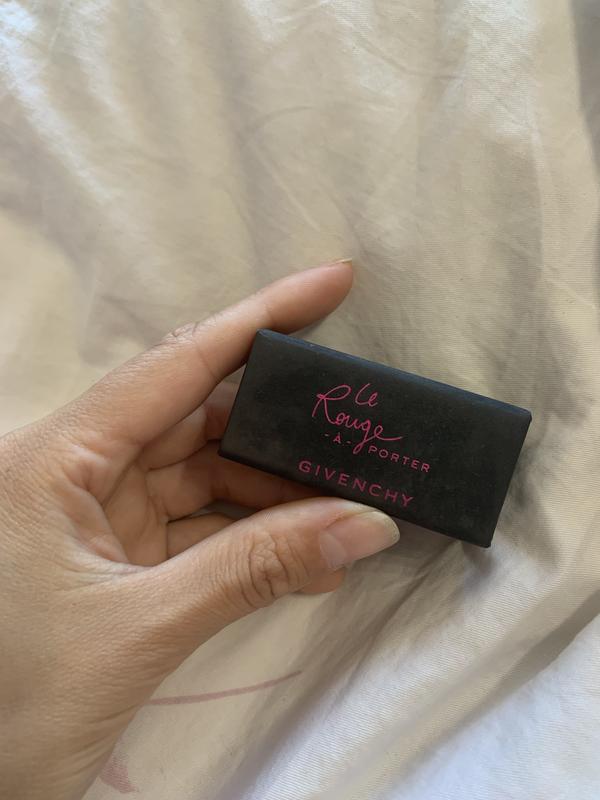 le
Rouge
-À- PORTER
GIVENCHY